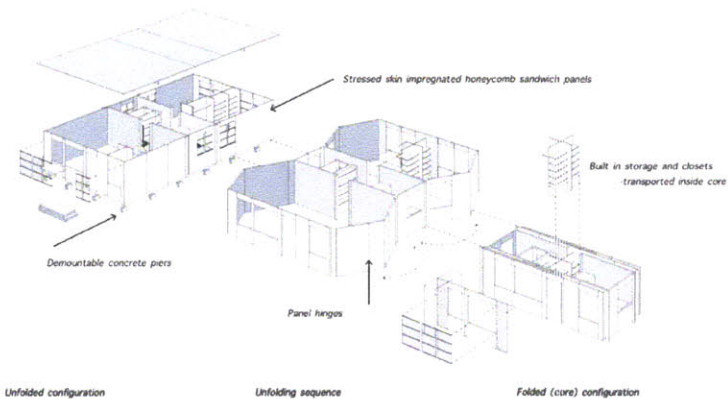 Stressed skin impregnated honeycomb sandwich panels
Built in storage and closets
transported inside core
Demountable concrete piers
Panel hinges
Unfolded configuration
Unfolding sequence
Folded (core) configuration